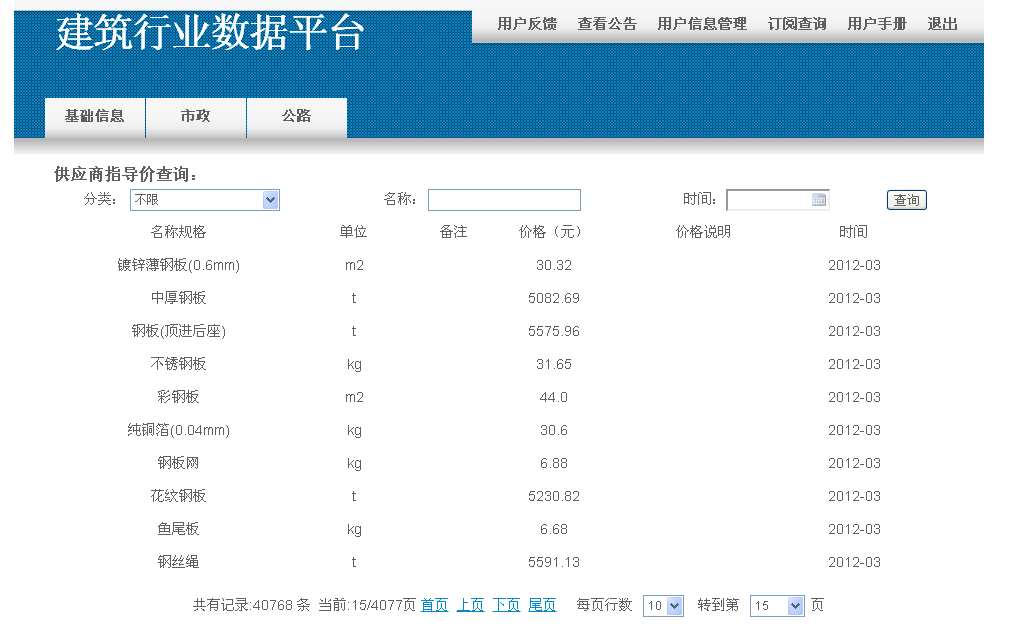 建筑行业数据平台
用户反馈 查看公告 用户信息管理 订阅查询 用户手册 退出
基础信息 市政 公路
供应商指导价查询：
分类： 不限 名称： 时间： 查询
名称规格 单位 备注 价格（元） 价格说明 时间
镀锌薄钢板(0.6mm) m2 30.32 2012-03
中厚钢板 t 5082.69 2012-03
钢板(顶进后座) t 5575.96 2012-03
不锈钢板 kg 31.65 2012-03
彩钢板 m2 44.0 2012-03
纯铜箔(0.04mm) kg 30.6 2012-03
钢板网 kg 6.88 2012-03
花纹钢板 t 5230.82 2012-03
鱼尾板 kg 6.68 2012-03
钢丝绳 t 5591.13 2012-03
共有记录:40768 条 当前:15/4077页 首页 上页 下页 尾页 每页行数 10 转到第 15 页